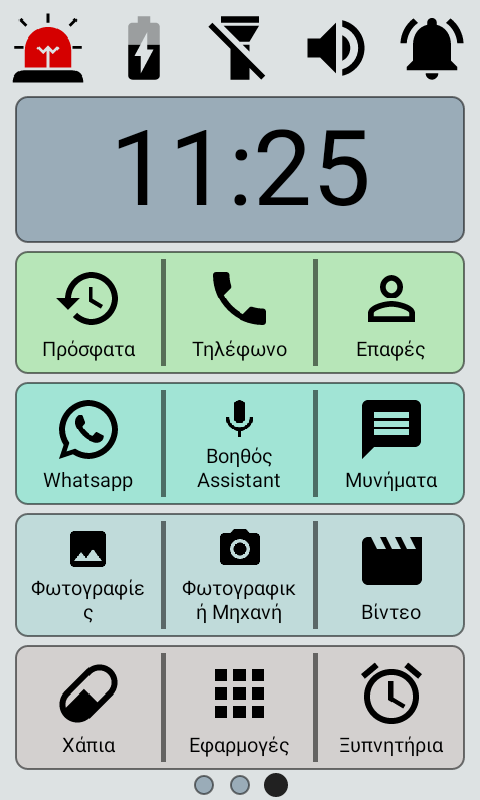 11:25
Πρόσφατα
Τηλέφωνο
Επαφές
Whatsapp
Βοηθός
Assistant
Μυνήματα
Φωτογραφίε
ς
Φωτογραφικ
ή Μηχανή
Βίντεο
Χάπια
Εφαρμογές
Ξυπνητήρια